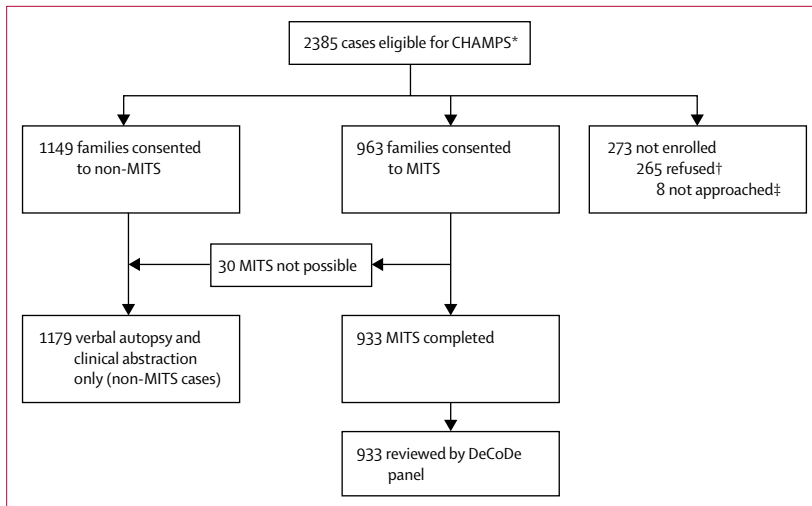 2385 cases eligible for CHAMPS*
1149 families consented
to non-MITS
963 families consented
to MITS
273 not enrolled
265 refused†
8 not approached‡
30 MITS not possible
1179 verbal autopsy and
clinical abstraction
only (non-MITS cases)
933 MITS completed
933 reviewed by DeCoDe
panel